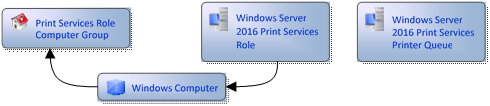 Print Services Role
Computer Group
Windows Server
2016 Print Services
Role
Windows Server
2016 Print Services
Printer Queue
Windows Computer